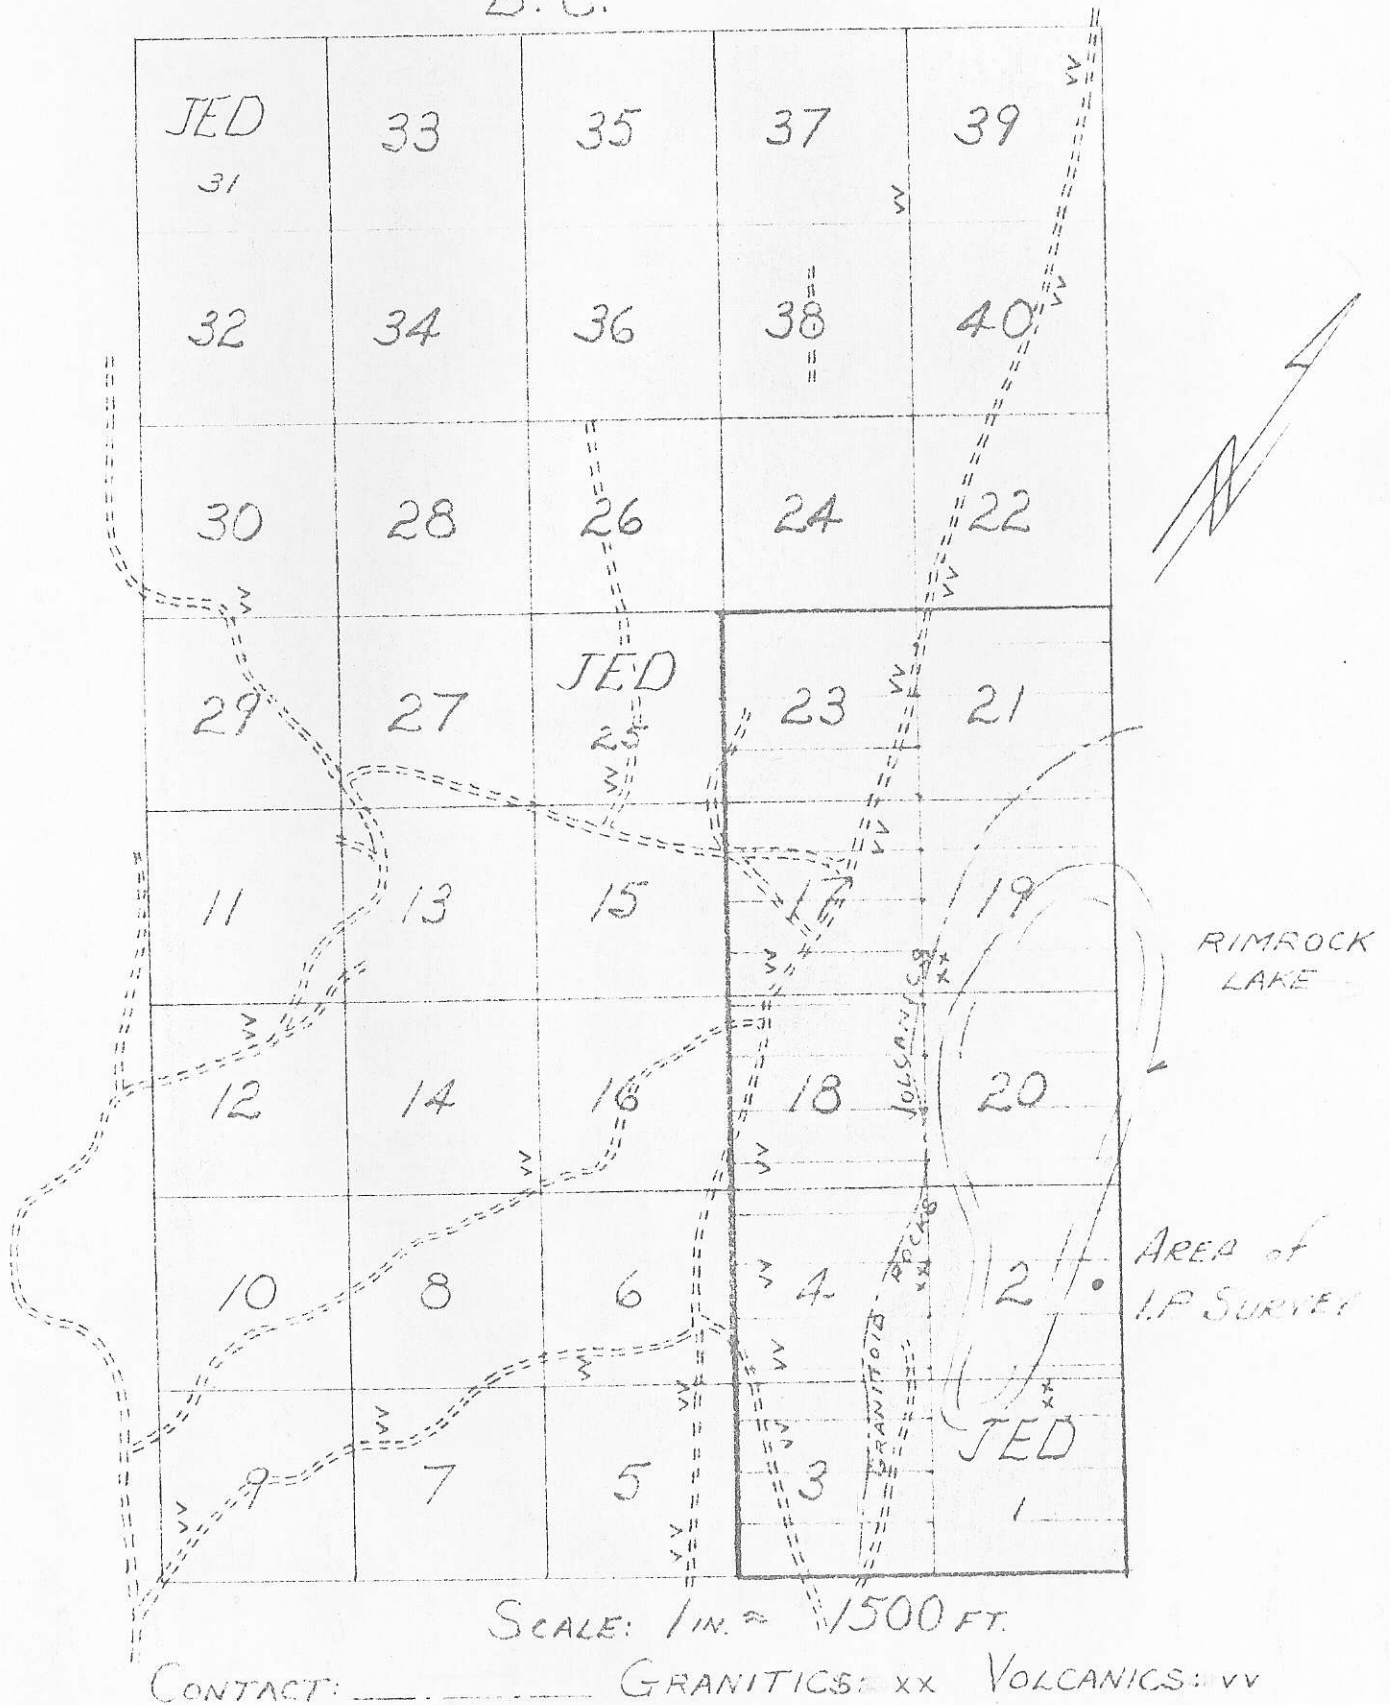 B. C.
JED 33 35 37 39
31
32 34 36 38 40
30 28 26 24 22
JED
29 27 25 23 21
11 13 15 17 19
RIMROCK
LAKE
VOLCANICS
12 14 16 18 20
10 8 6 4 2
ROCKS
AREA of
I.P SURVEY
GRANITOID
JED
9 7 5 3 1
N
SCALE: 1 IN. = 1500 FT.
CONTACT: GRANITICS: xx VOLCANICS: vv